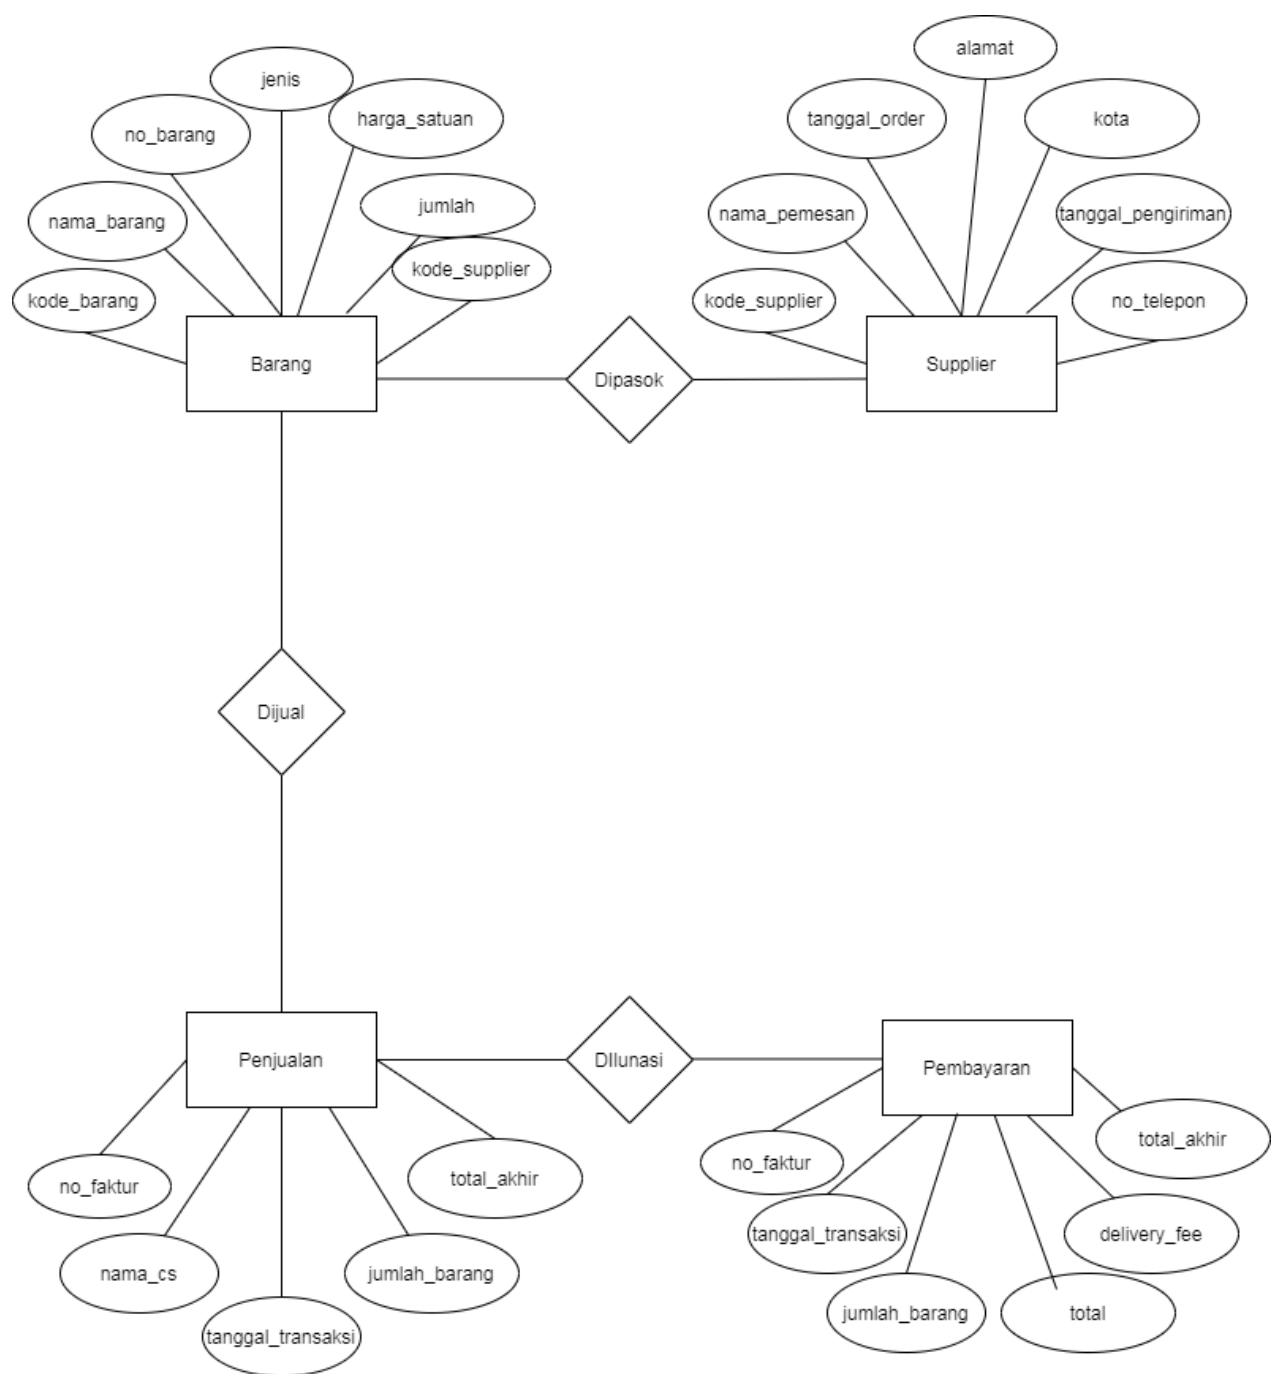 alamat
jenis
harga_satuan
tanggal_order
kota
no_barang
jumlah
nama_barang
nama_pemesan
tanggal_pengiriman
kode_supplier
kode_barang
kode_supplier
no_telepon
Barang
Dipasok
Supplier
Dijual
Penjualan
DIlunasi
Pembayaran
no_faktur
total_akhir
no_faktur
total_akhir
nama_cs
jumlah_barang
tanggal_transaksi
delivery_fee
tanggal_transaksi
jumlah_barang
total